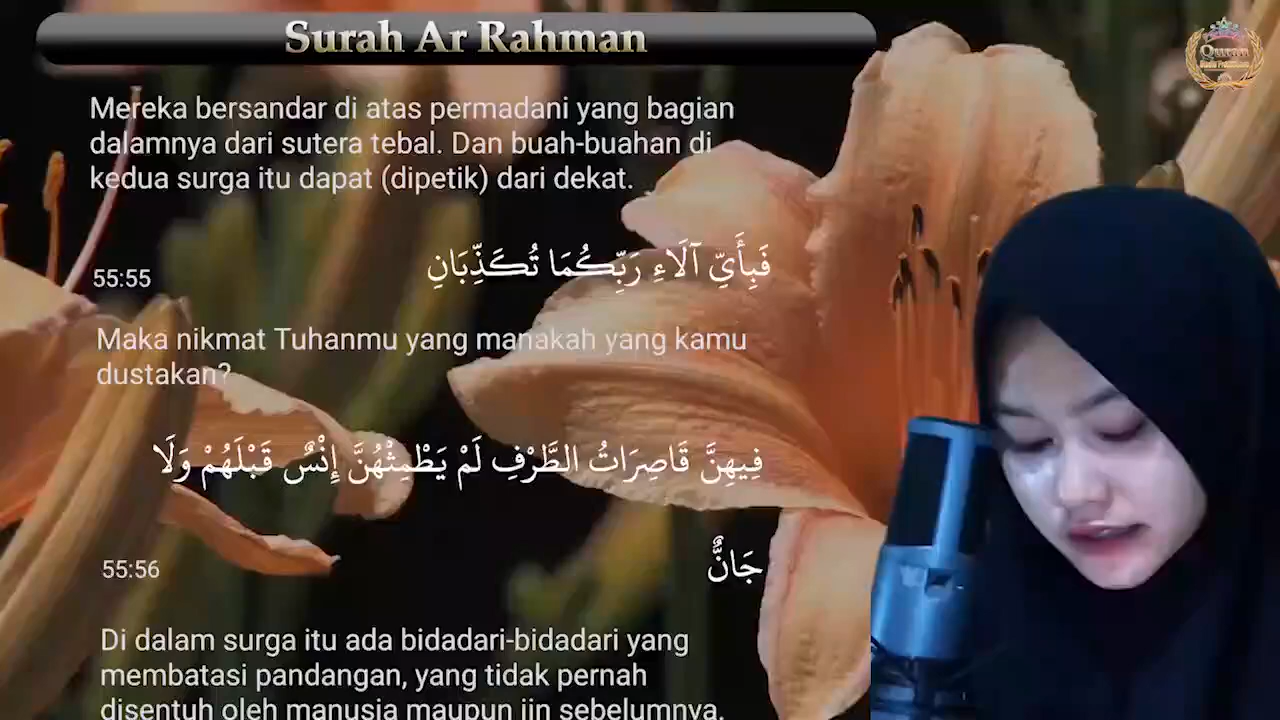 Surah Ar Rahman
Mereka bersandar di atas permadani yang bagian
dalamnya dari sutera tebal. Dan buah-buahan di
kedua surga itu dapat (dipetik) dari dekat.
فَبِأَيِّ آلَاءِ رَبِّكُمَا تُكَذِّبَانِ
55:55
Maka nikmat Tuhanmu yang manakah yang kamu
dustakan?
فِيهِنَّ قَاصِرَاتُ الطَّرْفِ لَمْ يَطْمِثْهُنَّ إِنْسٌ قَبْلَهُمْ وَلَا
جَانٌّ
55:56
Di dalam surga itu ada bidadari-bidadari yang
membatasi pandangan, yang tidak pernah
disentuh oleh manusia maupun jin sebelumnya.